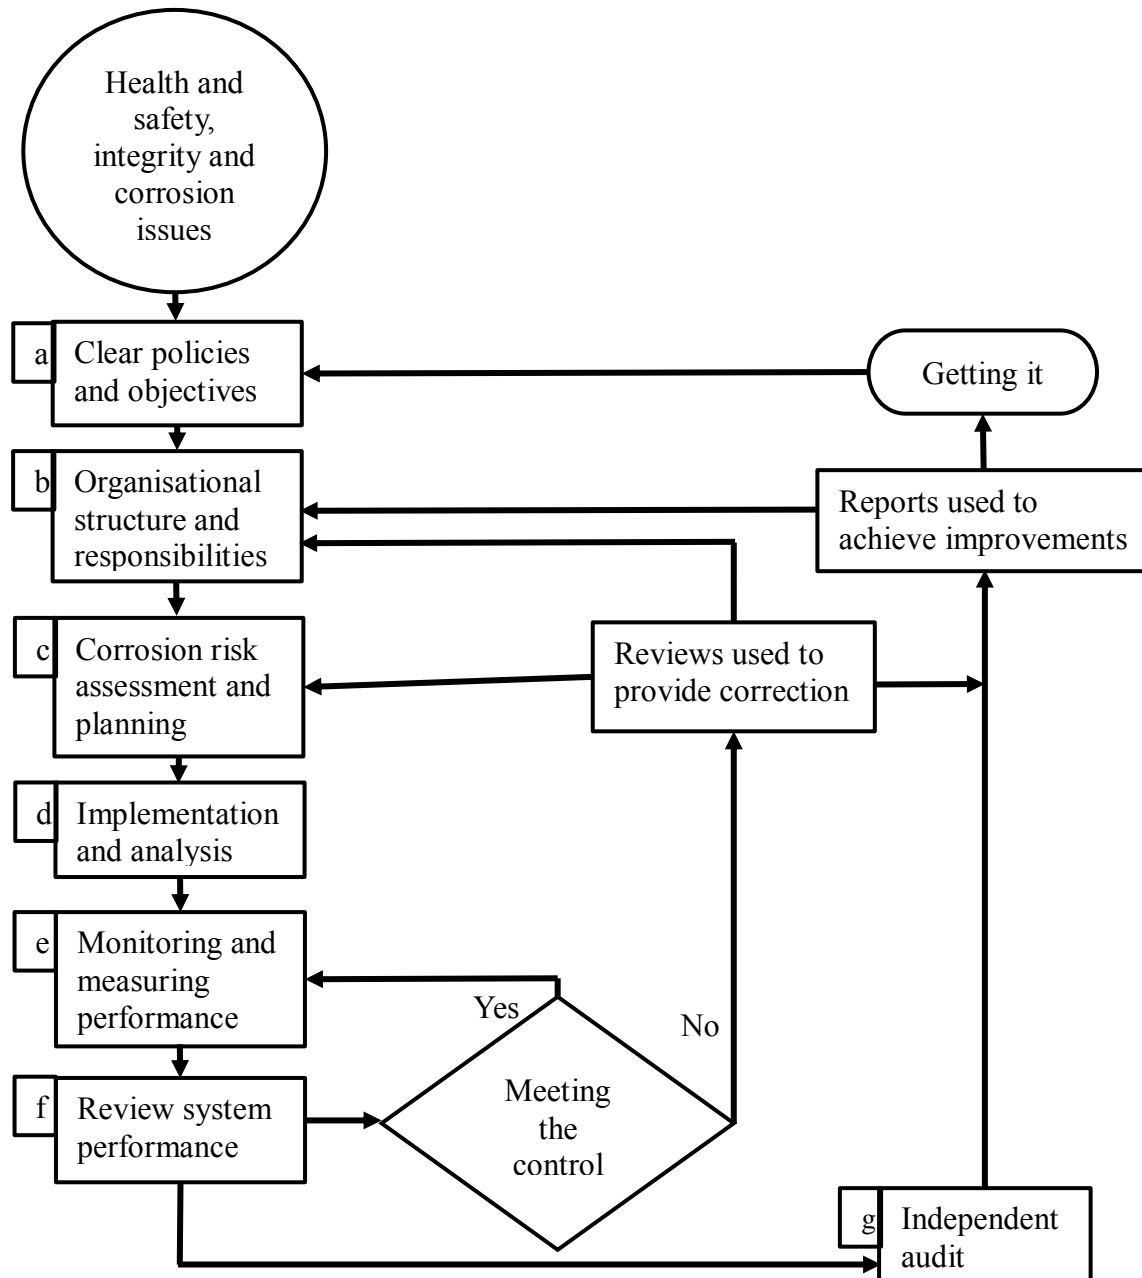 Health and
safety,
integrity and
corrosion
issues
a
Clear policies
and objectives
Getting it
b
Organisational
structure and
responsibilities
Reports used to
achieve improvements
c
Corrosion risk
assessment and
planning
Reviews used to
provide correction
d
Implementation
and analysis
e
Monitoring and
measuring
performance
Yes
No
f
Review system
performance
Meeting
the
control
g
Independent
audit